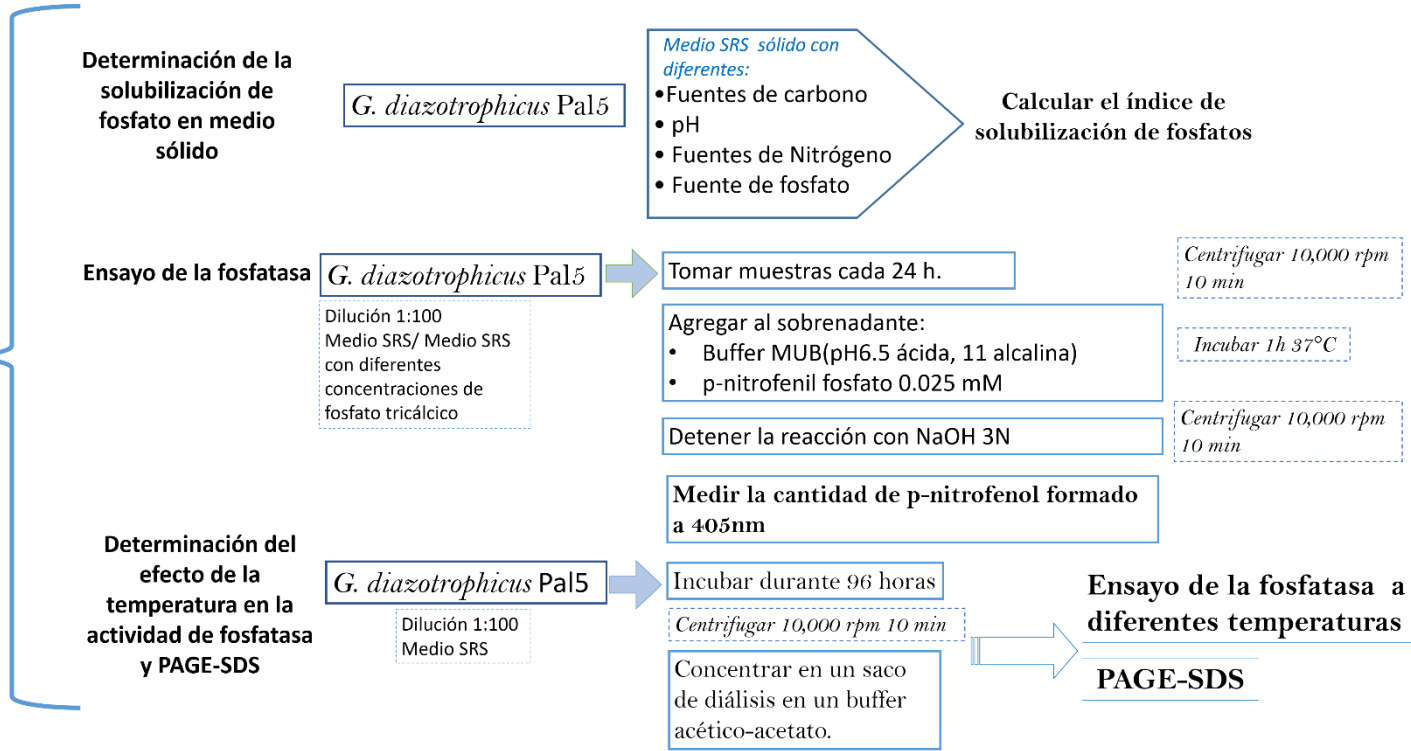 Determinación de la
solubilización de
fosfato en medio
sólido
G. diazotrophicus Pal5
Medio SRS sólido con
diferentes:
•Fuentes de carbono
• pH
• Fuentes de Nitrógeno
• Fuente de fosfato
Calcular el índice de
solubilización de fosfatos
Ensayo de la fosfatasa
G. diazotrophicus Pal5
Dilución 1:100
Medio SRS/ Medio SRS
con diferentes
concentraciones de
fosfato tricálcico
Tomar muestras cada 24 h.
Centrifugar 10,000 rpm
10 min
Agregar al sobrenadante:
• Buffer MUB(pH6.5 ácida, 11 alcalina)
• p-nitrofenil fosfato 0.025 mM
Incubar 1h 37°C
Detener la reacción con NaOH 3N
Centrifugar 10,000 rpm
10 min
Medir la cantidad de p-nitrofenol formado
a 405nm
Determinación del
efecto de la
temperatura en la
actividad de fosfatasa
y PAGE-SDS
G. diazotrophicus Pal5
Dilución 1:100
Medio SRS
Incubar durante 96 horas
Centrifugar 10,000 rpm 10 min
Concentrar en un saco
de diálisis en un buffer
acético-acetato.
Ensayo de la fosfatasa a
diferentes temperaturas
PAGE-SDS